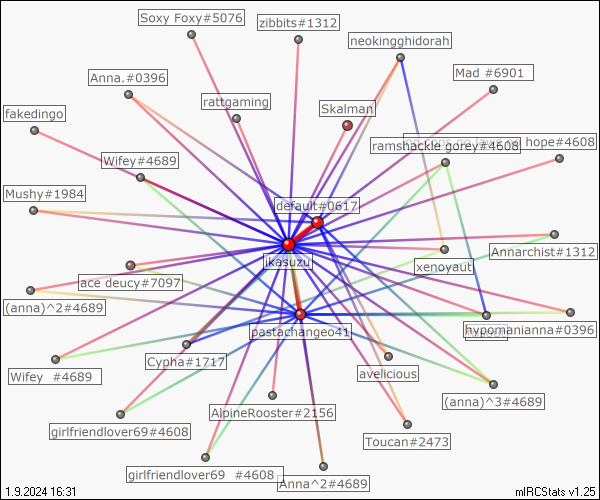 Soxy Foxy#5076
zibbits#1312
neokingghidorah
Anna.#0396
Mad #6901
rattgaming
Skalman
fakedingo
ramshackle gorey#4608
hope#4608
Wifey#4689
Mushy#1984
default#0617
Annarchist#1312
ikasuzu
xenoyaut
ace deucy#7097
(anna)^2#4689
pastachangeo41
hypomanianna#0396
Cypha#1717
Wifey #4689
avelicious
(anna)^3#4689
AlpineRooster#2156
girlfriendlover69#4608
Toucan#2473
girlfriendlover69 #4608
Anna^2#4689
1.9.2024 16:31
mIRCStats v1.25